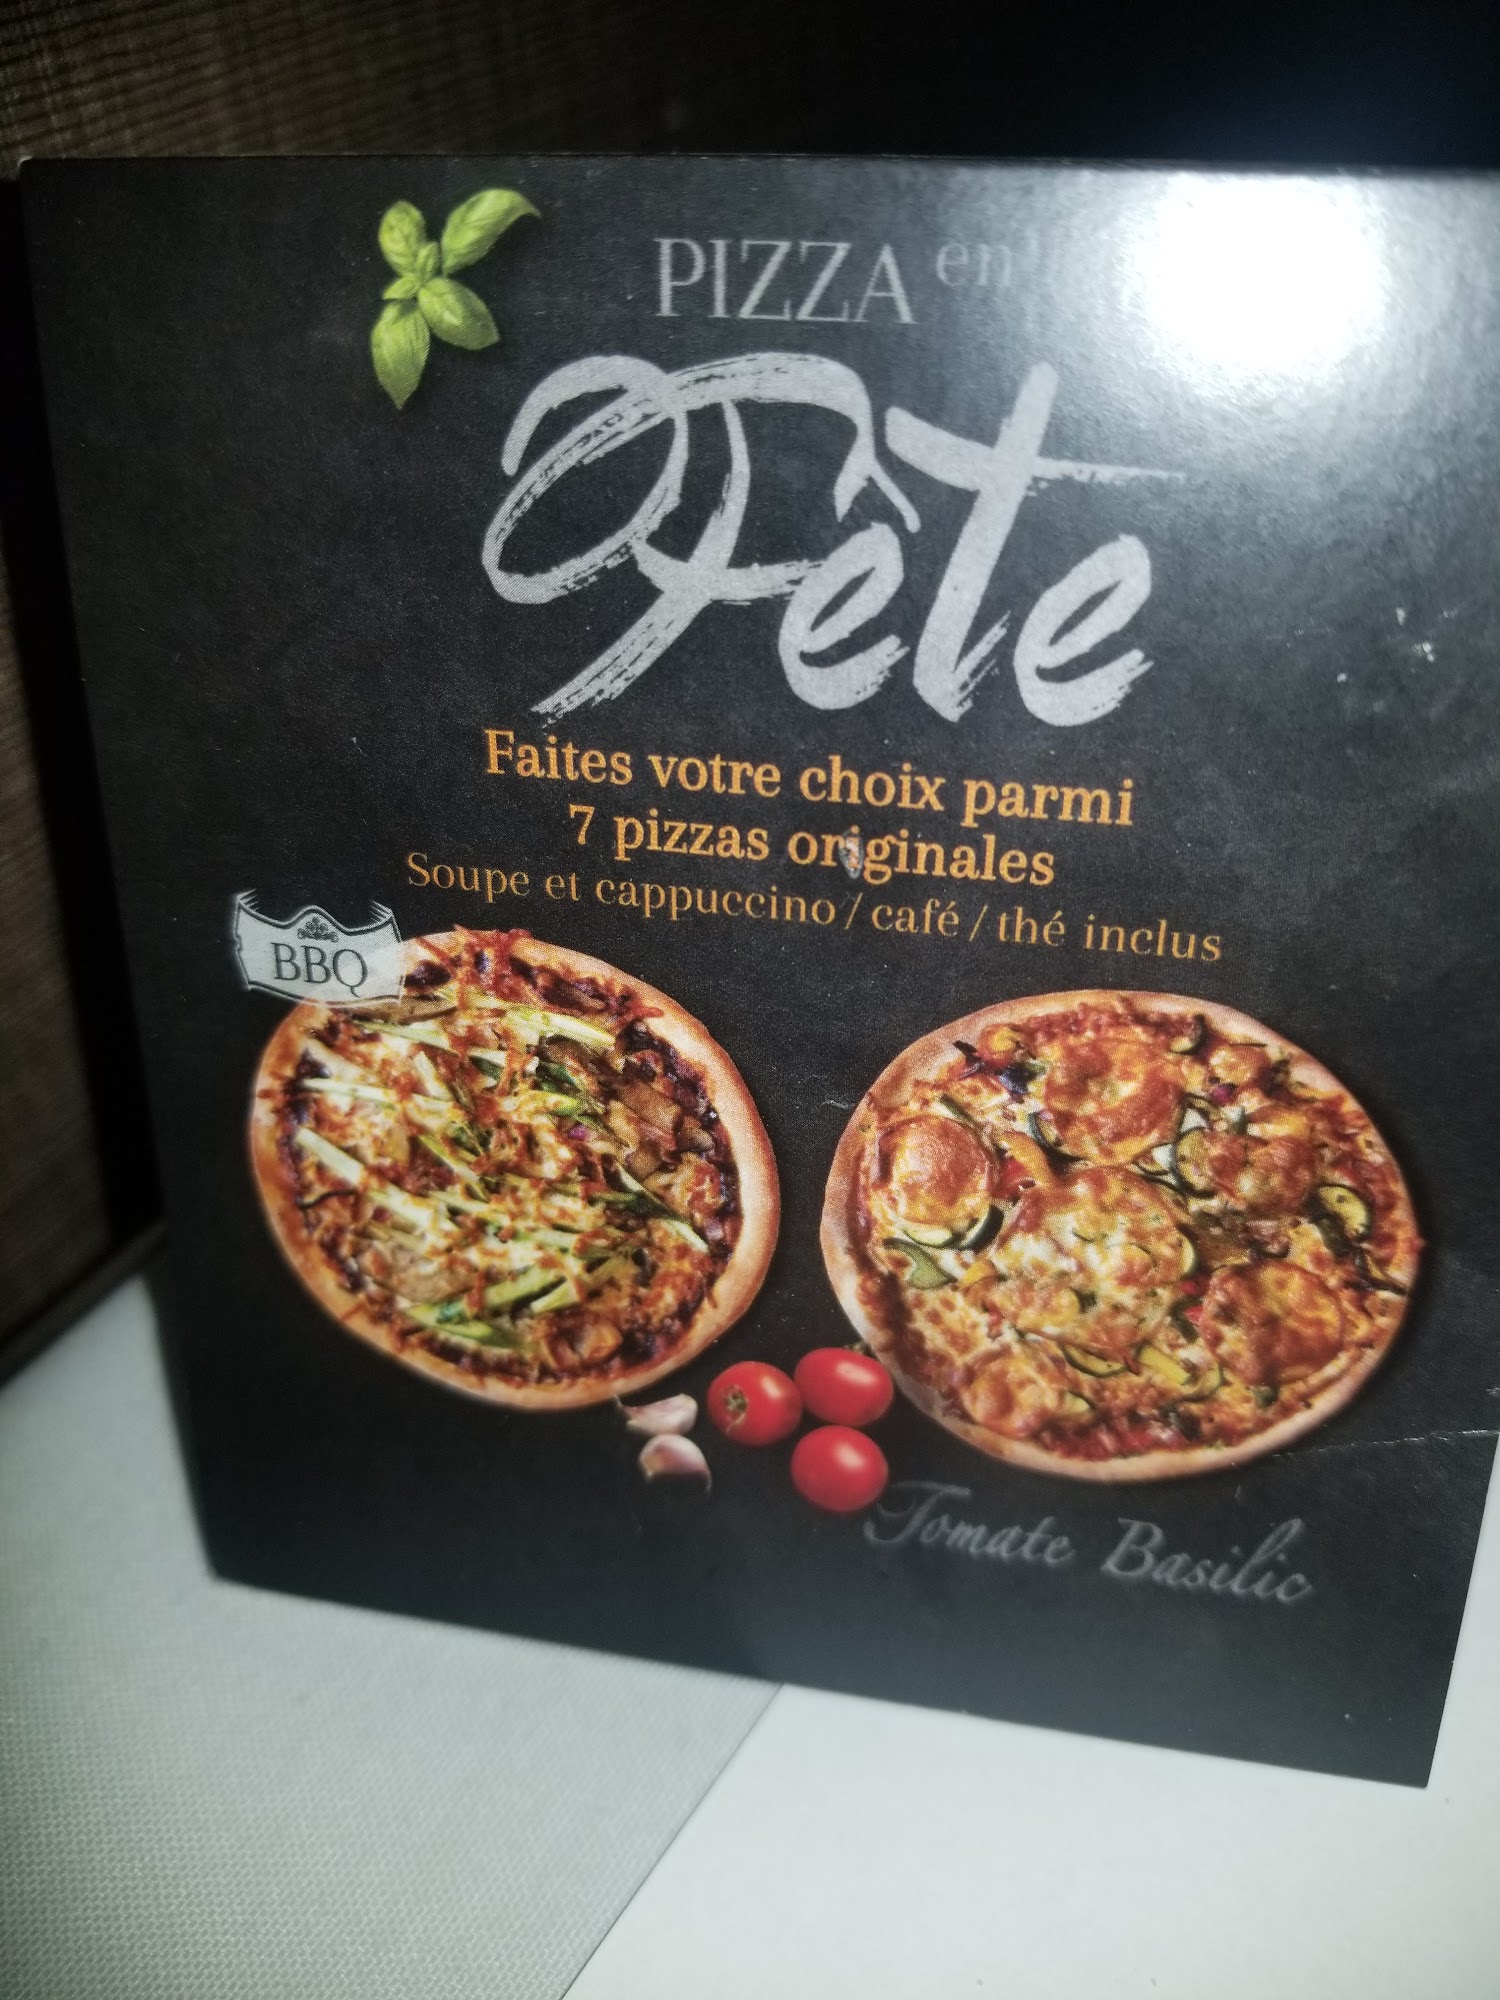 PIZZA en
Fête
Faites votre choix parmi
7 pizzas originales
Soupe et cappuccino / café / thé inclus
BBQ
Tomate Basilic